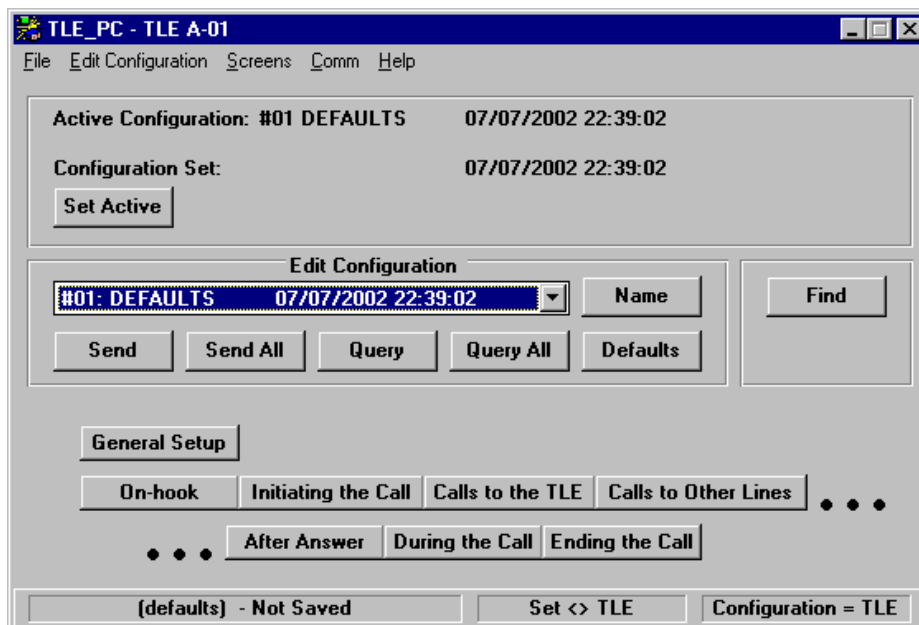 TLE_PC - TLE A-01
File Edit Configuration Screens Comm Help
Active Configuration: #01 DEFAULTS 07/07/2002 22:39:02
Configuration Set: 07/07/2002 22:39:02
Set Active
Edit Configuration
#01: DEFAULTS 07/07/2002 22:39:02 Name Find
Send Send All Query Query All Defaults
General Setup
On-hook Initiating the Call Calls to the TLE Calls to Other Lines • • •
• • • After Answer During the Call Ending the Call
(defaults) - Not Saved Set <> TLE Configuration = TLE